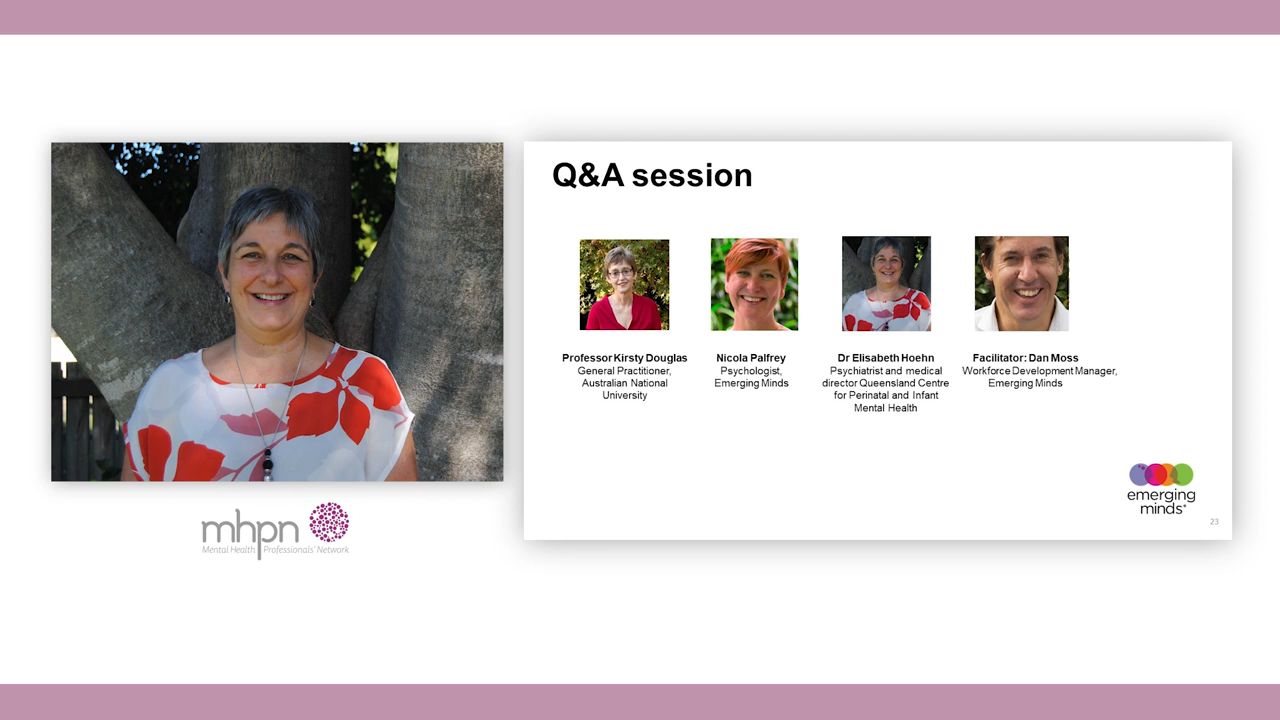 Q&A session
Professor Kirsty Douglas
General Practitioner,
Australian National
University
Nicola Palfrey
Psychologist,
Emerging Minds
Dr Elisabeth Hoehn
Psychiatrist and medical
director Queensland Centre
for Perinatal and Infant
Mental Health
Facilitator: Dan Moss
Workforce Development Manager,
Emerging Minds
emerging
minds
23
mhpn
Mental Health Professionals' Network